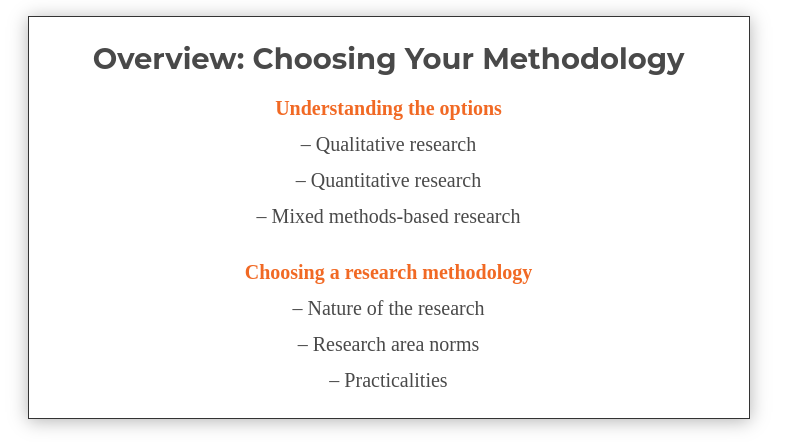 Overview: Choosing Your Methodology
Understanding the options
– Qualitative research
– Quantitative research
– Mixed methods-based research
Choosing a research methodology
– Nature of the research
– Research area norms
– Practicalities